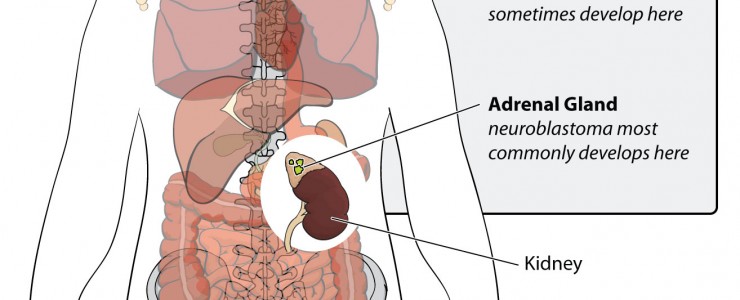 sometimes develop here
Adrenal Gland
neuroblastoma most
commonly develops here
Kidney